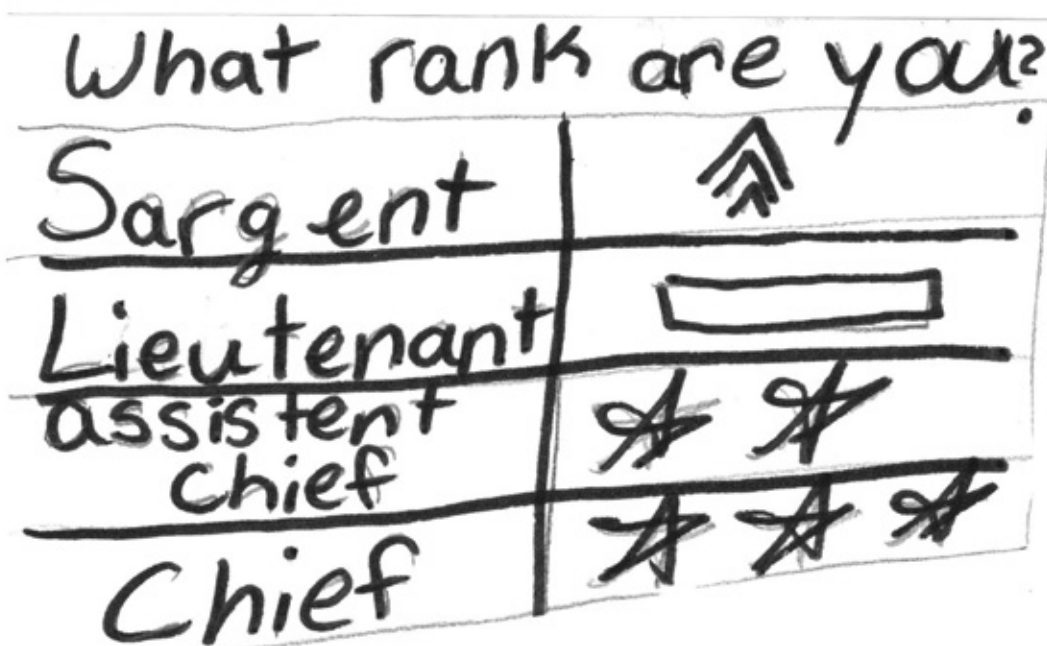 What rank are you?
Sargent
Lieutenant
assistent
chief
Chief